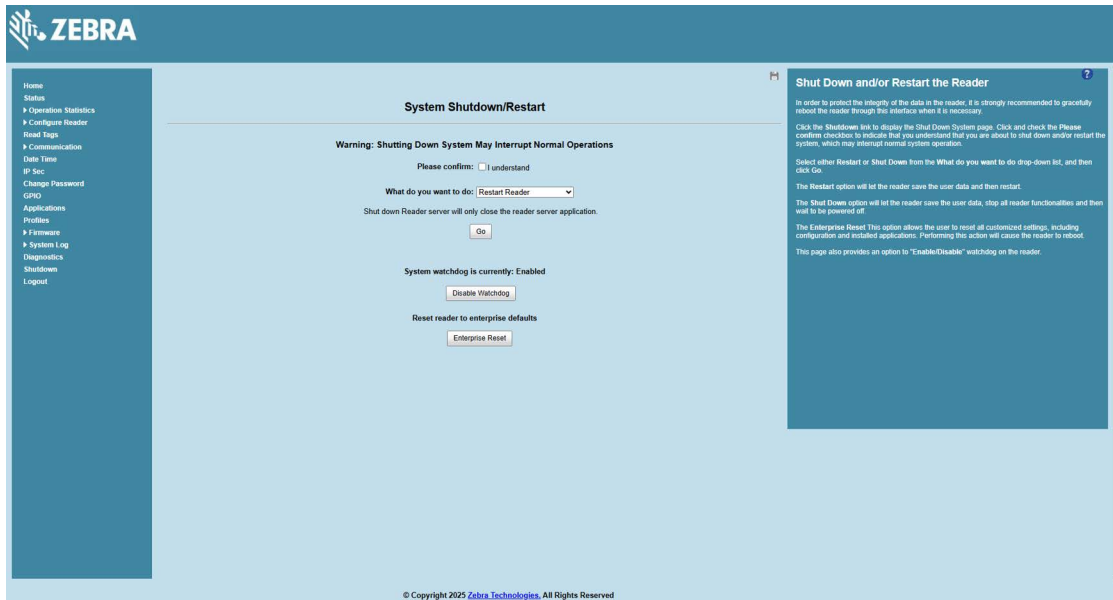 ZEBRA
Home
Status
Operation Statistics
Configure Reader
Read Tags
Communication
Date Time
IP Sec
Change Password
GPIO
Applications
Profiles
Firmware
System Log
Diagnostics
Shutdown
Logout
System Shutdown/Restart
Warning: Shutting Down System May Interrupt Normal Operations
Please confirm: I understand
What do you want to do: Restart Reader
Shut down Reader server will only close the reader server application.
Go
System watchdog is currently: Enabled
Disable Watchdog
Reset reader to enterprise defaults
Enterprise Reset
?
Shut Down and/or Restart the Reader
In order to protect the integrity of the data in the reader, it is strongly recommended to gracefully
reboot the reader through this interface when it is necessary.
Click the Shutdown link to display the Shut Down System page. Click and check the Please
confirm checkbox to indicate that you understand that you are about to shut down and/or restart the
system, which may interrupt normal system operation.
Select either Restart or Shut Down from the What do you want to do drop-down list, and then
click Go.
The Restart option will let the reader save the user data and then restart.
The Shut Down option will let the reader save the user data, stop all reader functionalities and then
wait to be powered off.
The Enterprise Reset This option allows the user to reset all customized settings, including
configuration and installed applications. Performing this action will cause the reader to reboot.
This page also provides an option to "Enable/Disable" watchdog on the reader.
© Copyright 2025 Zebra Technologies, All Rights Reserved